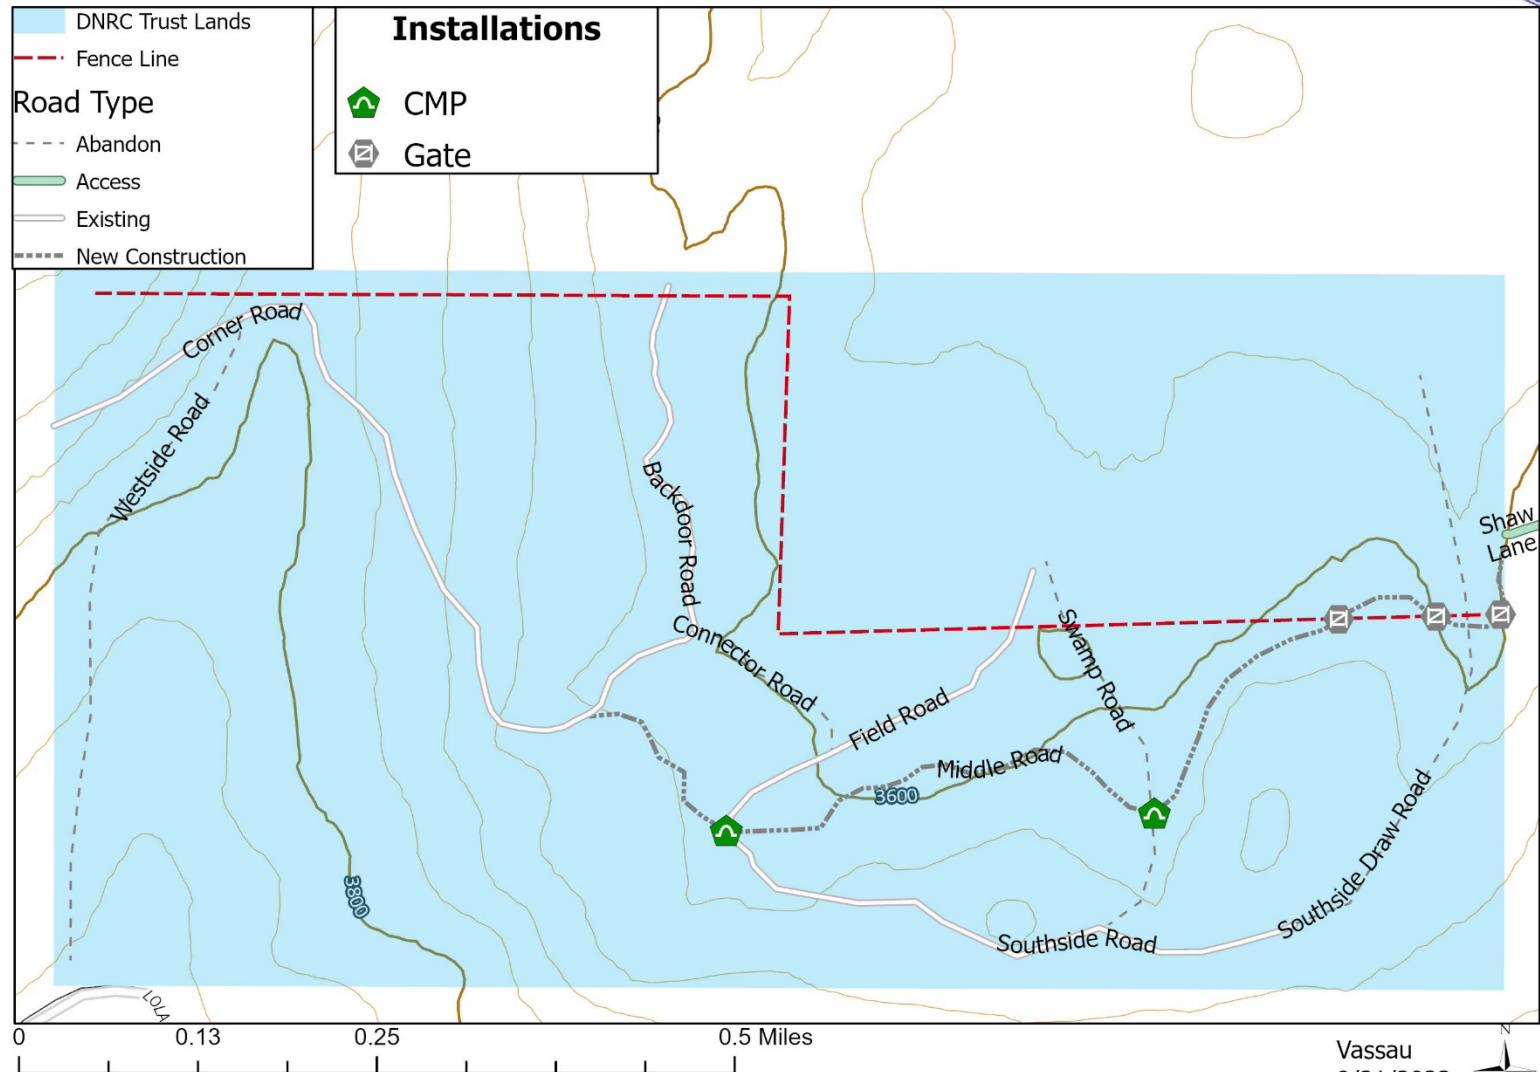 DNRC Trust Lands
Fence Line
Road Type
Abandon
Access
Existing
New Construction
Installations
CMP
Gate
Corner Road
Westside Road
Backdoor Road
Connector Road
Field Road
Swamp Road
Middle Road
3600
3800
Shaw
Lane
Southside Draw Road
Southside Road
LOLA
0 0.13 0.25 0.5 Miles
Vassau
N